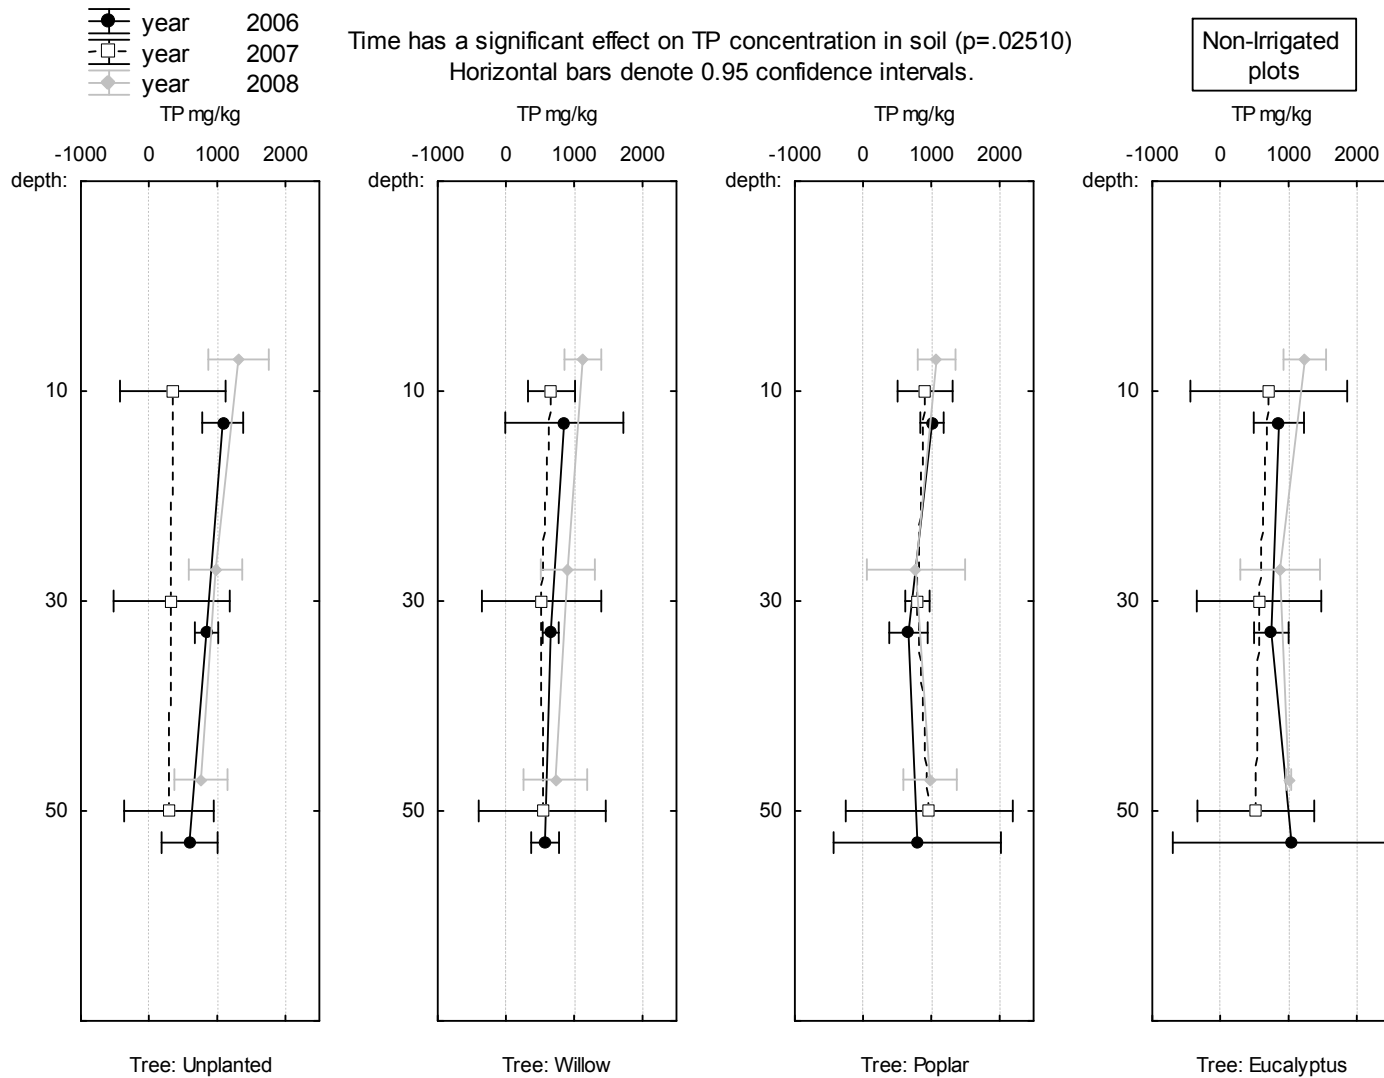 year 2006
year 2007
year 2008
Time has a significant effect on TP concentration in soil (p=.02510)
Horizontal bars denote 0.95 confidence intervals.
Non-Irrigated
plots
TP mg/kg TP mg/kg TP mg/kg TP mg/kg
-1000 0 1000 2000 -1000 0 1000 2000 -1000 0 1000 2000 -1000 0 1000 2000
depth: depth: depth: depth:
10 10 10 10
30 30 30 30
50 50 50 50
Tree: Unplanted Tree: Willow Tree: Poplar Tree: Eucalyptus